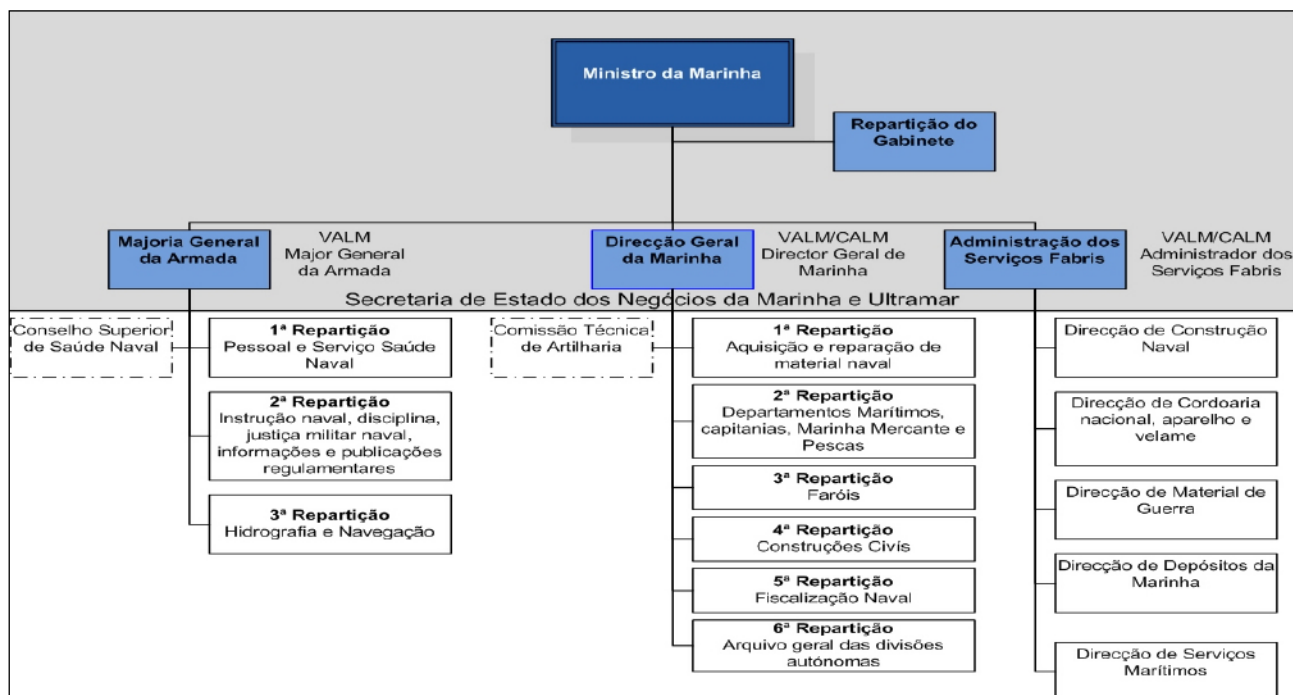 Ministro da Marinha
Repartição do
Gabinete
Majoria General
da Armada
VALM
Major General
da Armada
Direcção Geral
da Marinha
VALM/CALM
Director Geral de
Marinha
Administração dos
Serviços Fabris
VALM/CALM
Administrador dos
Serviços Fabris
Secretaria de Estado dos Negócios da Marinha e Ultramar
Conselho Superior
de Saúde Naval
1ª Repartição
Pessoal e Serviço Saúde
Naval
2ª Repartição
Instrução naval, disciplina,
justiça militar naval,
informações e publicações
regulamentares
3ª Repartição
Hidrografia e Navegação
Comissão Técnica
de Artilharia
1ª Repartição
Aquisição e reparação de
material naval
2ª Repartição
Departamentos Marítimos,
capitanias, Marinha Mercante e
Pescas
3ª Repartição
Faróis
4ª Repartição
Construções Civís
5ª Repartição
Fiscalização Naval
6ª Repartição
Arquivo geral das divisões
autónomas
Direcção de Construção
Naval
Direcção de Cordoaria
nacional, aparelho e
velame
Direcção de Material de
Guerra
Direcção de Depósitos da
Marinha
Direcção de Serviços
Marítimos